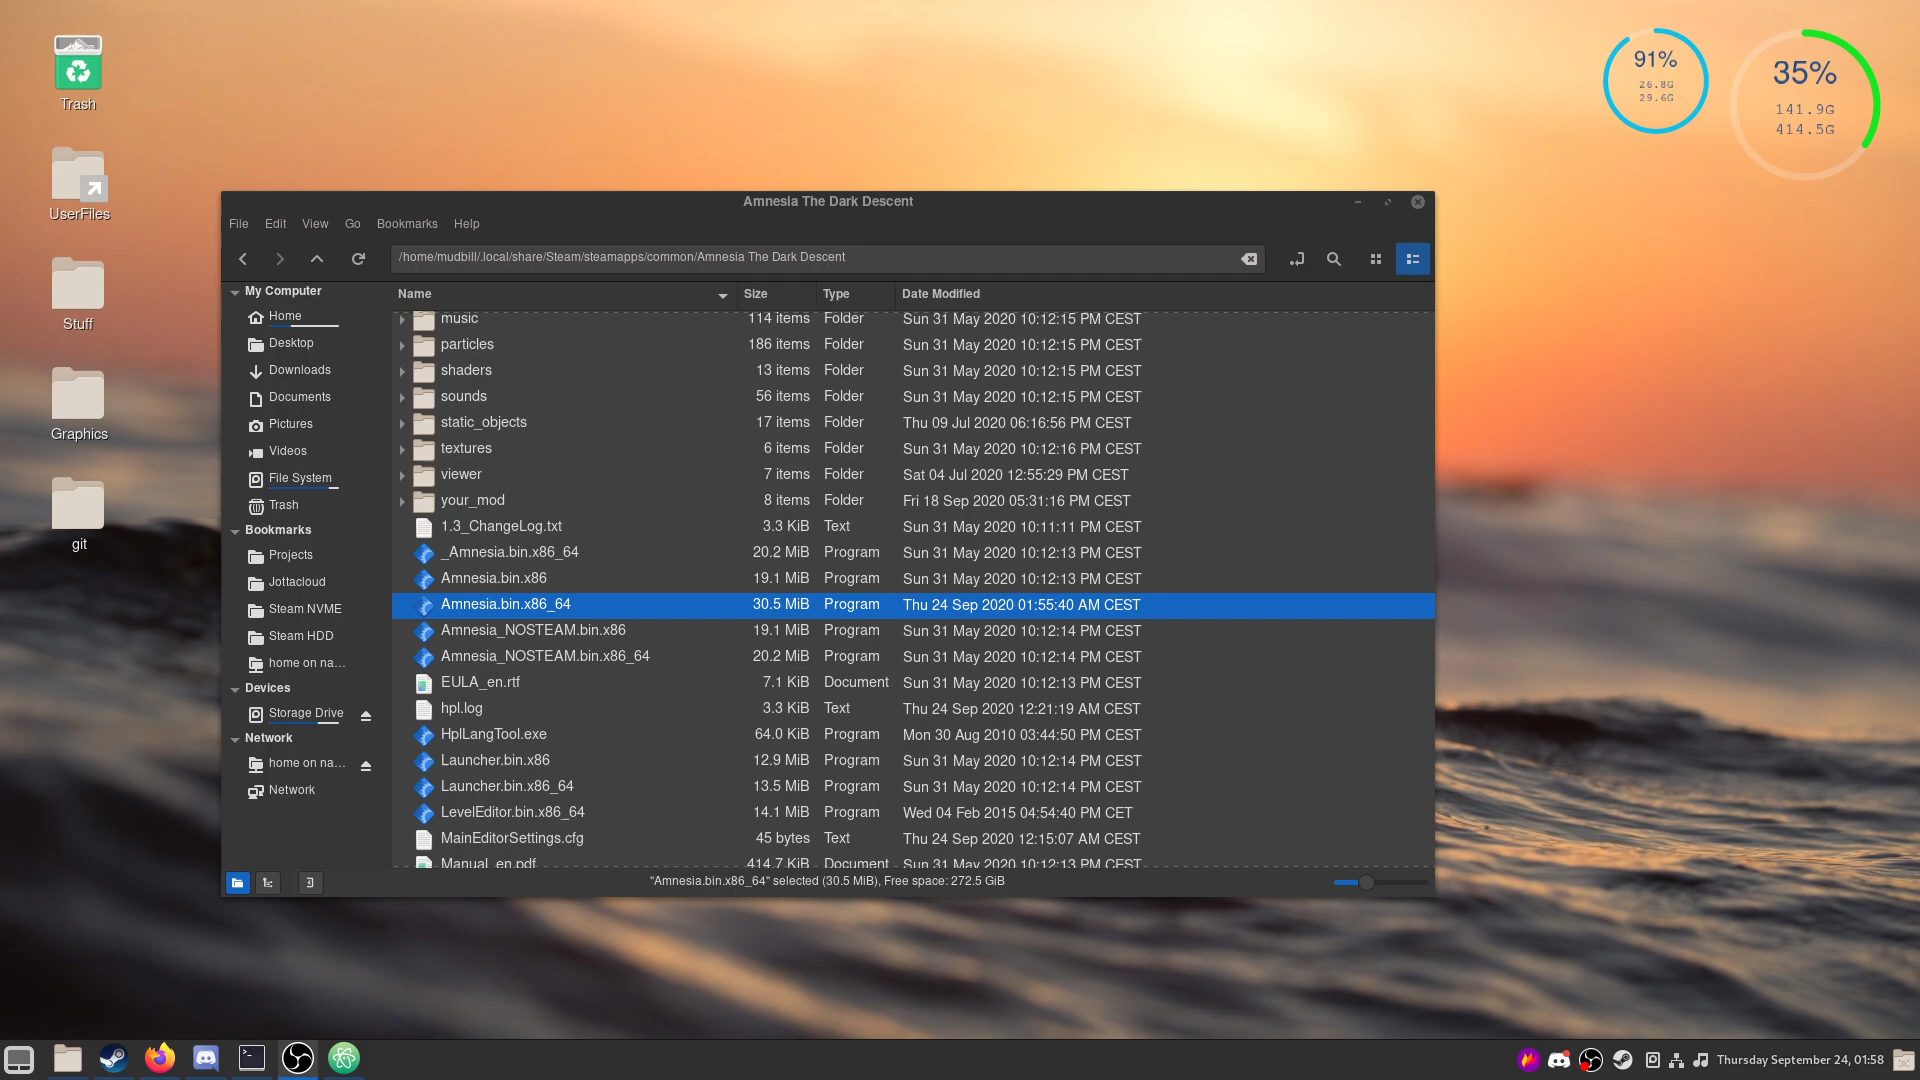 Trash
UserFiles
Stuff
Graphics
git
91%
26.8G
29.6G
35%
141.9G
414.5G
Amnesia The Dark Descent
File Edit View Go Bookmarks Help
/home/mudbill/.local/share/Steam/steamapps/common/Amnesia The Dark Descent
My Computer
Home
Desktop
Downloads
Documents
Pictures
Videos
File System
Trash
Bookmarks
Projects
Jottacloud
Steam NVME
Steam HDD
home on na...
Devices
Storage Drive
Network
home on na...
Network
Name Size Type Date Modified
music 114 items Folder Sun 31 May 2020 10:12:15 PM CEST
particles 186 items Folder Sun 31 May 2020 10:12:15 PM CEST
shaders 13 items Folder Sun 31 May 2020 10:12:15 PM CEST
sounds 56 items Folder Sun 31 May 2020 10:12:15 PM CEST
static_objects 17 items Folder Thu 09 Jul 2020 06:16:56 PM CEST
textures 6 items Folder Sun 31 May 2020 10:12:16 PM CEST
viewer 7 items Folder Sat 04 Jul 2020 12:55:29 PM CEST
your_mod 8 items Folder Fri 18 Sep 2020 05:31:16 PM CEST
1.3_ChangeLog.txt 3.3 KiB Text Sun 31 May 2020 10:11:11 PM CEST
_Amnesia.bin.x86_64 20.2 MiB Program Sun 31 May 2020 10:12:13 PM CEST
Amnesia.bin.x86 19.1 MiB Program Sun 31 May 2020 10:12:13 PM CEST
Amnesia.bin.x86_64 30.5 MiB Program Thu 24 Sep 2020 01:55:40 AM CEST
Amnesia_NOSTEAM.bin.x86 19.1 MiB Program Sun 31 May 2020 10:12:14 PM CEST
Amnesia_NOSTEAM.bin.x86_64 20.2 MiB Program Sun 31 May 2020 10:12:14 PM CEST
EULA_en.rtf 7.1 KiB Document Sun 31 May 2020 10:12:13 PM CEST
hpl.log 3.3 KiB Text Thu 24 Sep 2020 12:21:19 AM CEST
HplLangTool.exe 64.0 KiB Program Mon 30 Aug 2010 03:44:50 PM CEST
Launcher.bin.x86 12.9 MiB Program Sun 31 May 2020 10:12:14 PM CEST
Launcher.bin.x86_64 13.5 MiB Program Sun 31 May 2020 10:12:14 PM CEST
LevelEditor.bin.x86_64 14.1 MiB Program Wed 04 Feb 2015 04:54:40 PM CET
MainEditorSettings.cfg 45 bytes Text Thu 24 Sep 2020 12:15:07 AM CEST
Manual_en.pdf 414.7 KiB Document Sun 31 May 2020 10:12:13 PM CEST
"Amnesia.bin.x86_64" selected (30.5 MiB), Free space: 272.5 GiB
Thursday September 24, 01:58